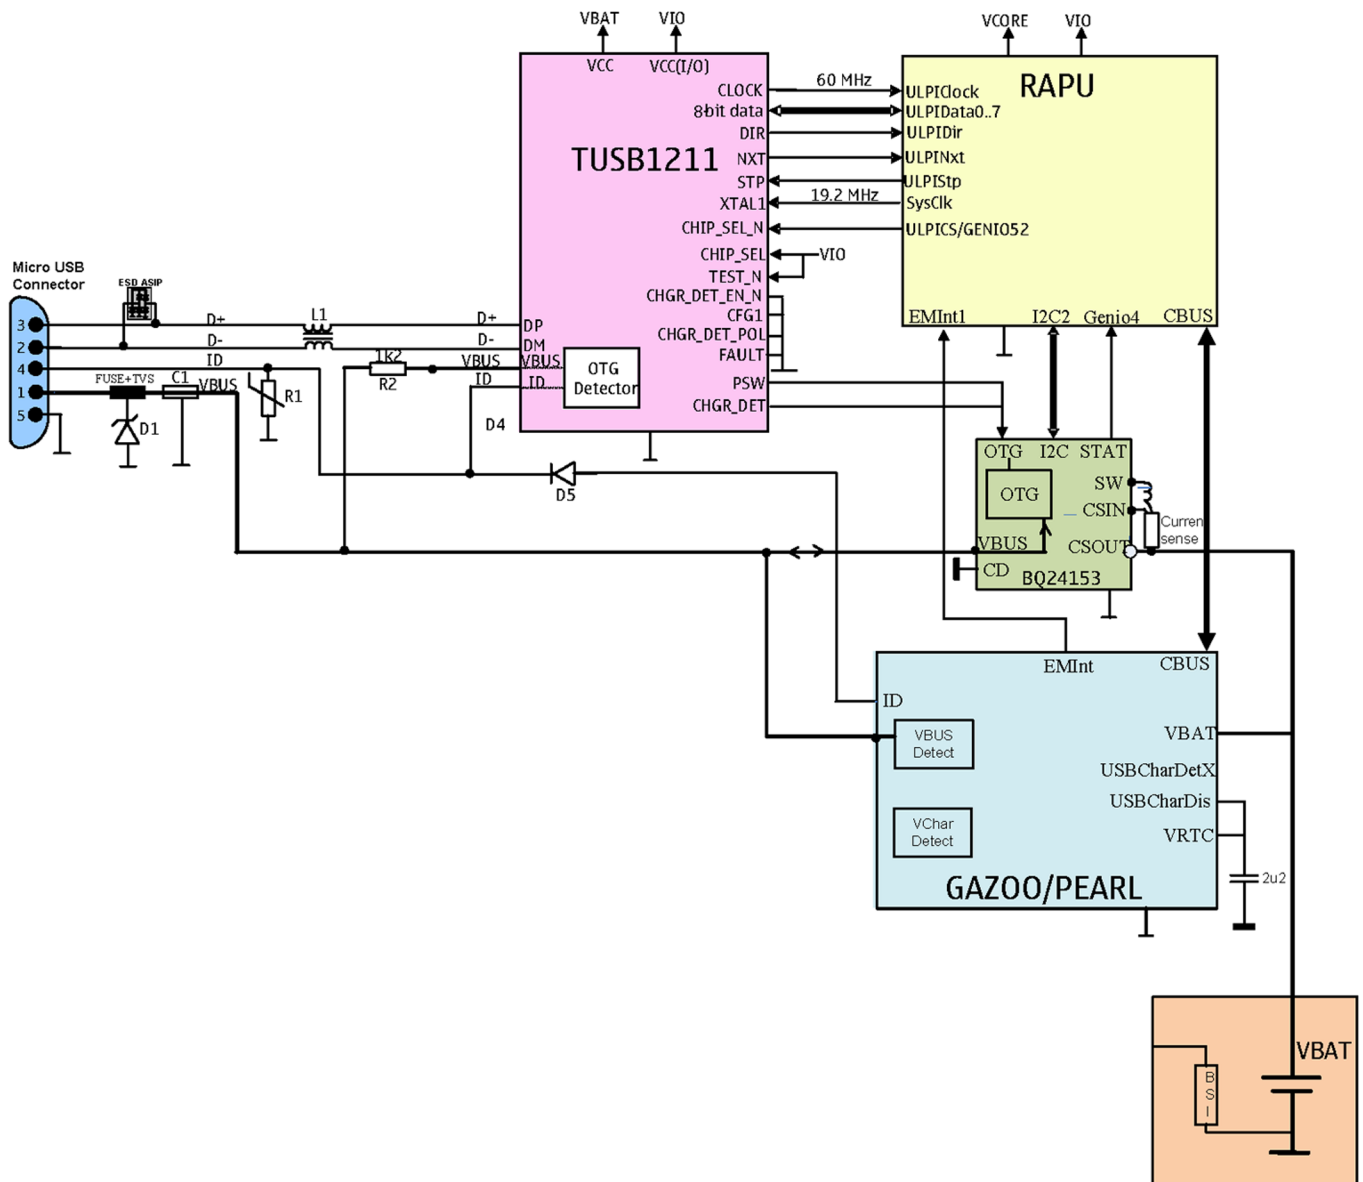 VBAT
VIO
VCORE
VIO
VCC
VCC(I/O)
RAPU
CLOCK
60 MHz
ULPIClock
8-bit data
ULPIData0..7
DIR
ULPIDir
TUSB1211
NXT
ULPINxt
STP
ULPIStp
XTAL1
19.2 MHz
SysClk
CHIP_SEL_N
ULPICS/GENIO52
CHIP_SEL
VIO
TEST_N
Micro USB
Connector
ESD ASIP
CHGR_DET_EN_N
CFG1
CHGR_DET_POL
FAULT
EMInt1
I2C2
Genio4
CBUS
3
D+
L1
D+
DP
2
D-
D-
DM
4
ID
1k2
VBUS
VBUS
OTG
Detector
1
FUSE+TVS
C1
VBUS
R2
ID
ID
PSW
R1
CHGR_DET
5
D1
D4
OTG
I2C
STAT
D5
OTG
SW
CSIN
Curren
sense
VBUS
CSOUT
CD
BQ24153
EMInt
CBUS
ID
VBUS
Detect
VBAT
USBCharDetX
USBCharDis
VChar
Detect
VRTC
2u2
GAZOO/PEARL
VBAT
B
S
I